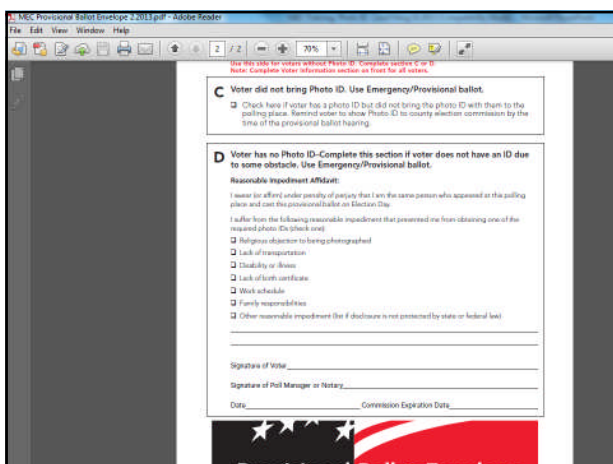 MEC Provisional Ballot Envelope 2.2013.pdf - Adobe Reader
File Edit View Window Help
2 / 2 70%
Use this side for voters without Photo ID. Complete section C or D.
Note: Complete Voter Information section on front for all voters.
C Voter did not bring Photo ID. Use Emergency/Provisional ballot.
Check here if voter has a photo ID but did not bring the photo ID with them to the
polling place. Remind voter to show Photo ID to county election commission by the
time of the provisional ballot hearing.
D Voter has no Photo ID–Complete this section if voter does not have an ID due
to some obstacle. Use Emergency/Provisional ballot.
Reasonable Impediment Affidavit:
I swear (or affirm) under penalty of perjury that I am the same person who appeared at this polling
place and cast this provisional ballot on Election Day.
I suffer from the following reasonable impediment that prevented me from obtaining one of the
required photo IDs (check one)
Religious objection to being photographed
Lack of transportation
Disability or illness
Lack of birth certificate
Work schedule
Family responsibilities
Other reasonable impediment (list if disclosure is not protected by state or federal law)
Signature of Voter
Signature of Poll Manager or Notary
Date Commission Expiration Date